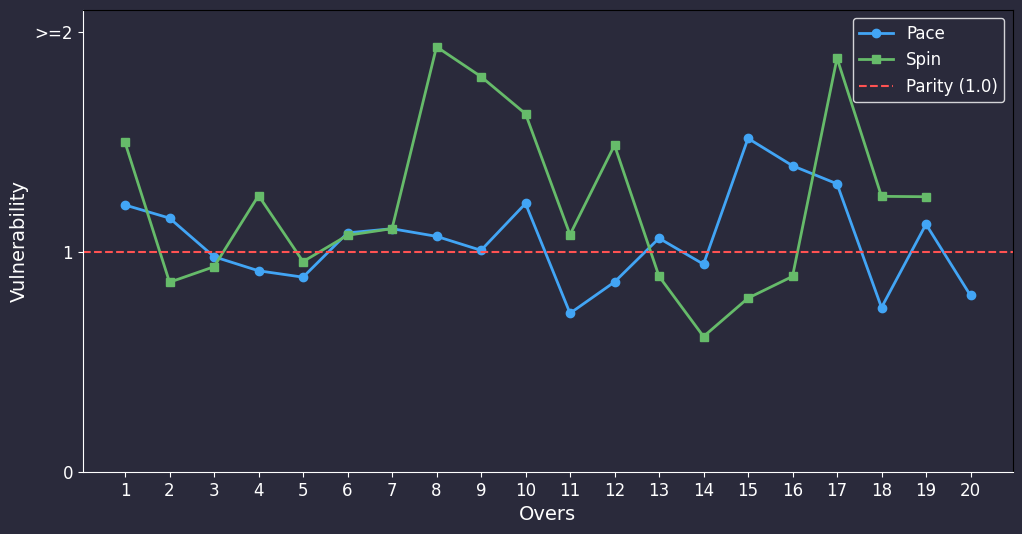 >=2
1
0
Vulnerability
Pace
Spin
Parity (1.0)
1 2 3 4 5 6 7 8 9 10 11 12 13 14 15 16 17 18 19 20
Overs